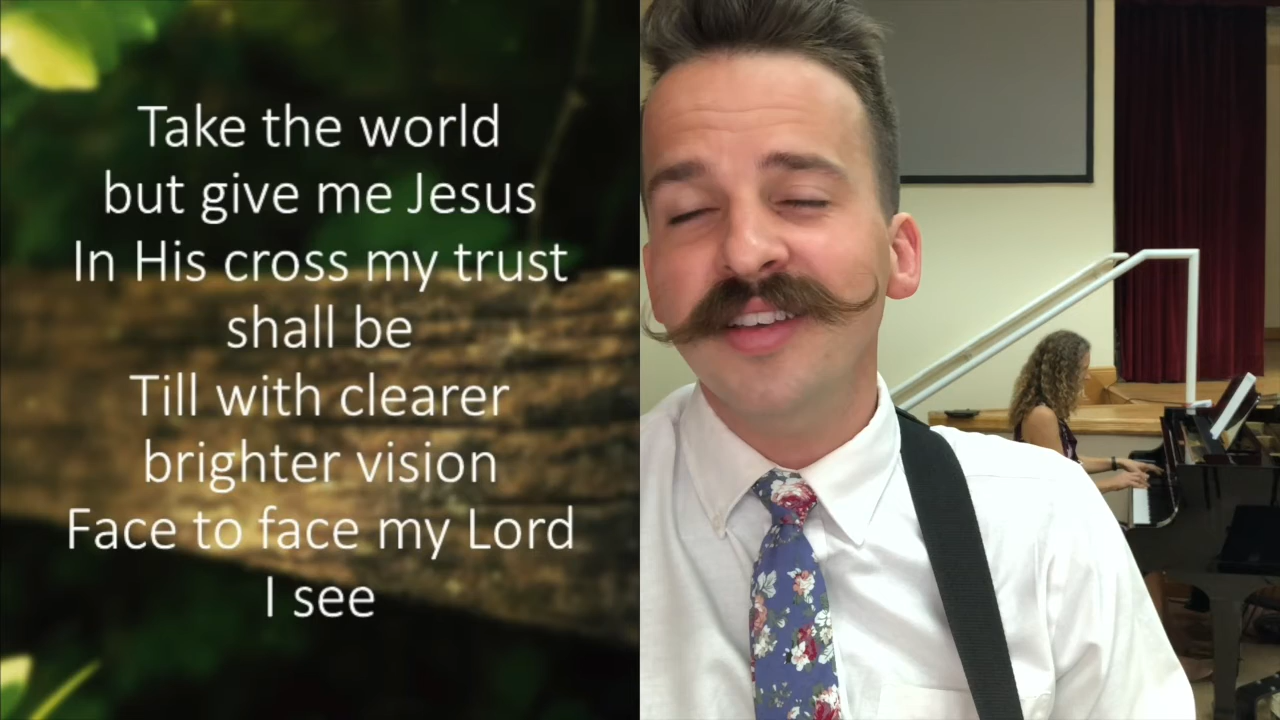 Take the world
but give me Jesus
In His cross my trust
shall be
Till with clearer
brighter vision
Face to face my Lord
I see